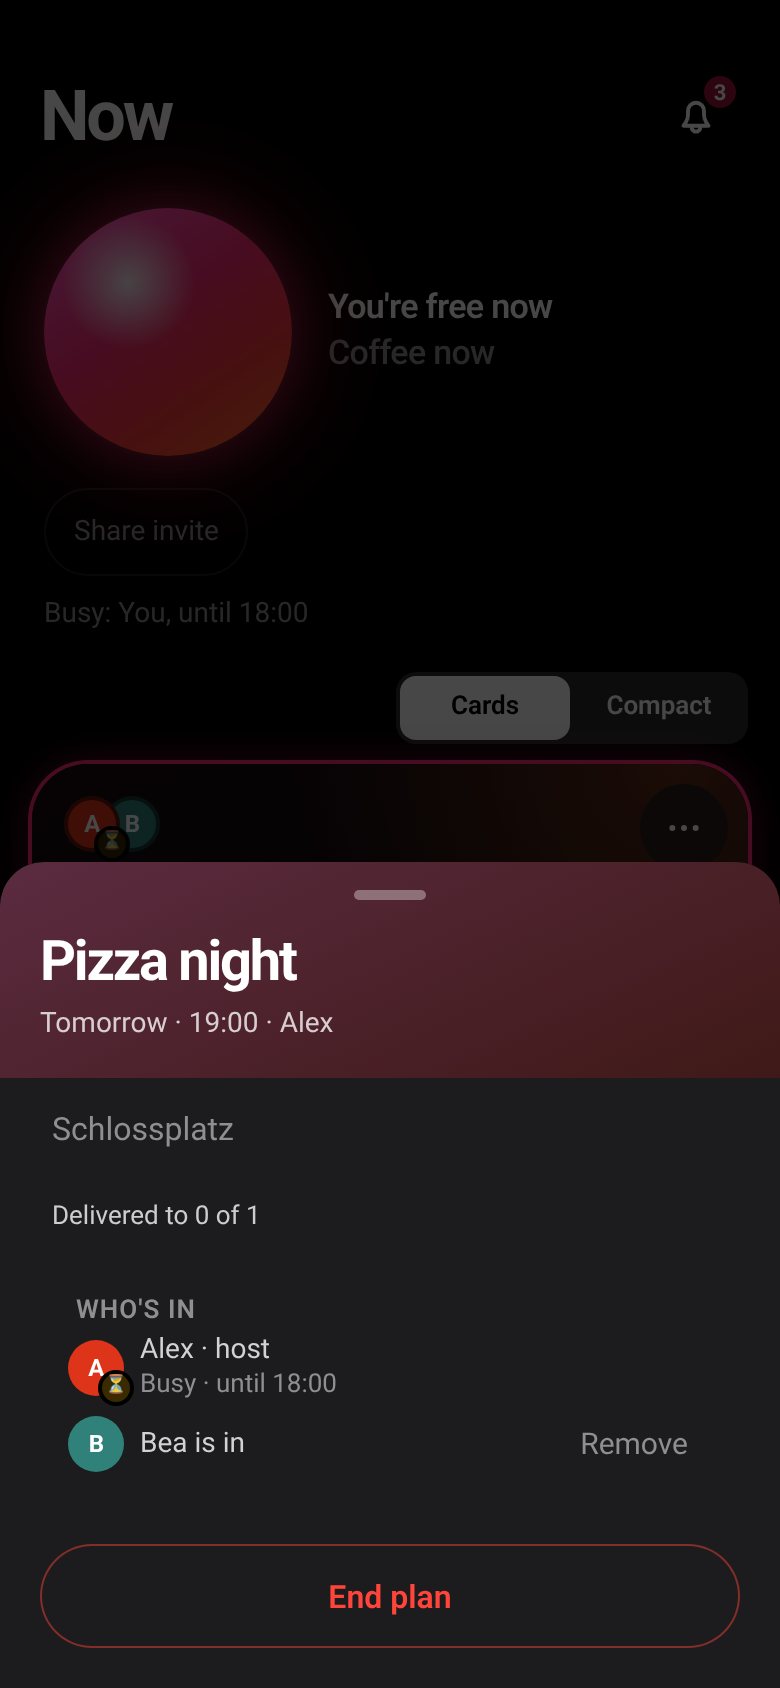 Now
3
You're free now
Coffee now
Share invite
Busy: You, until 18:00
Cards Compact
A B
Pizza night
Tomorrow · 19:00 · Alex
Schlossplatz
Delivered to 0 of 1
WHO'S IN
A Alex · host
Busy · until 18:00
B Bea is in Remove
End plan